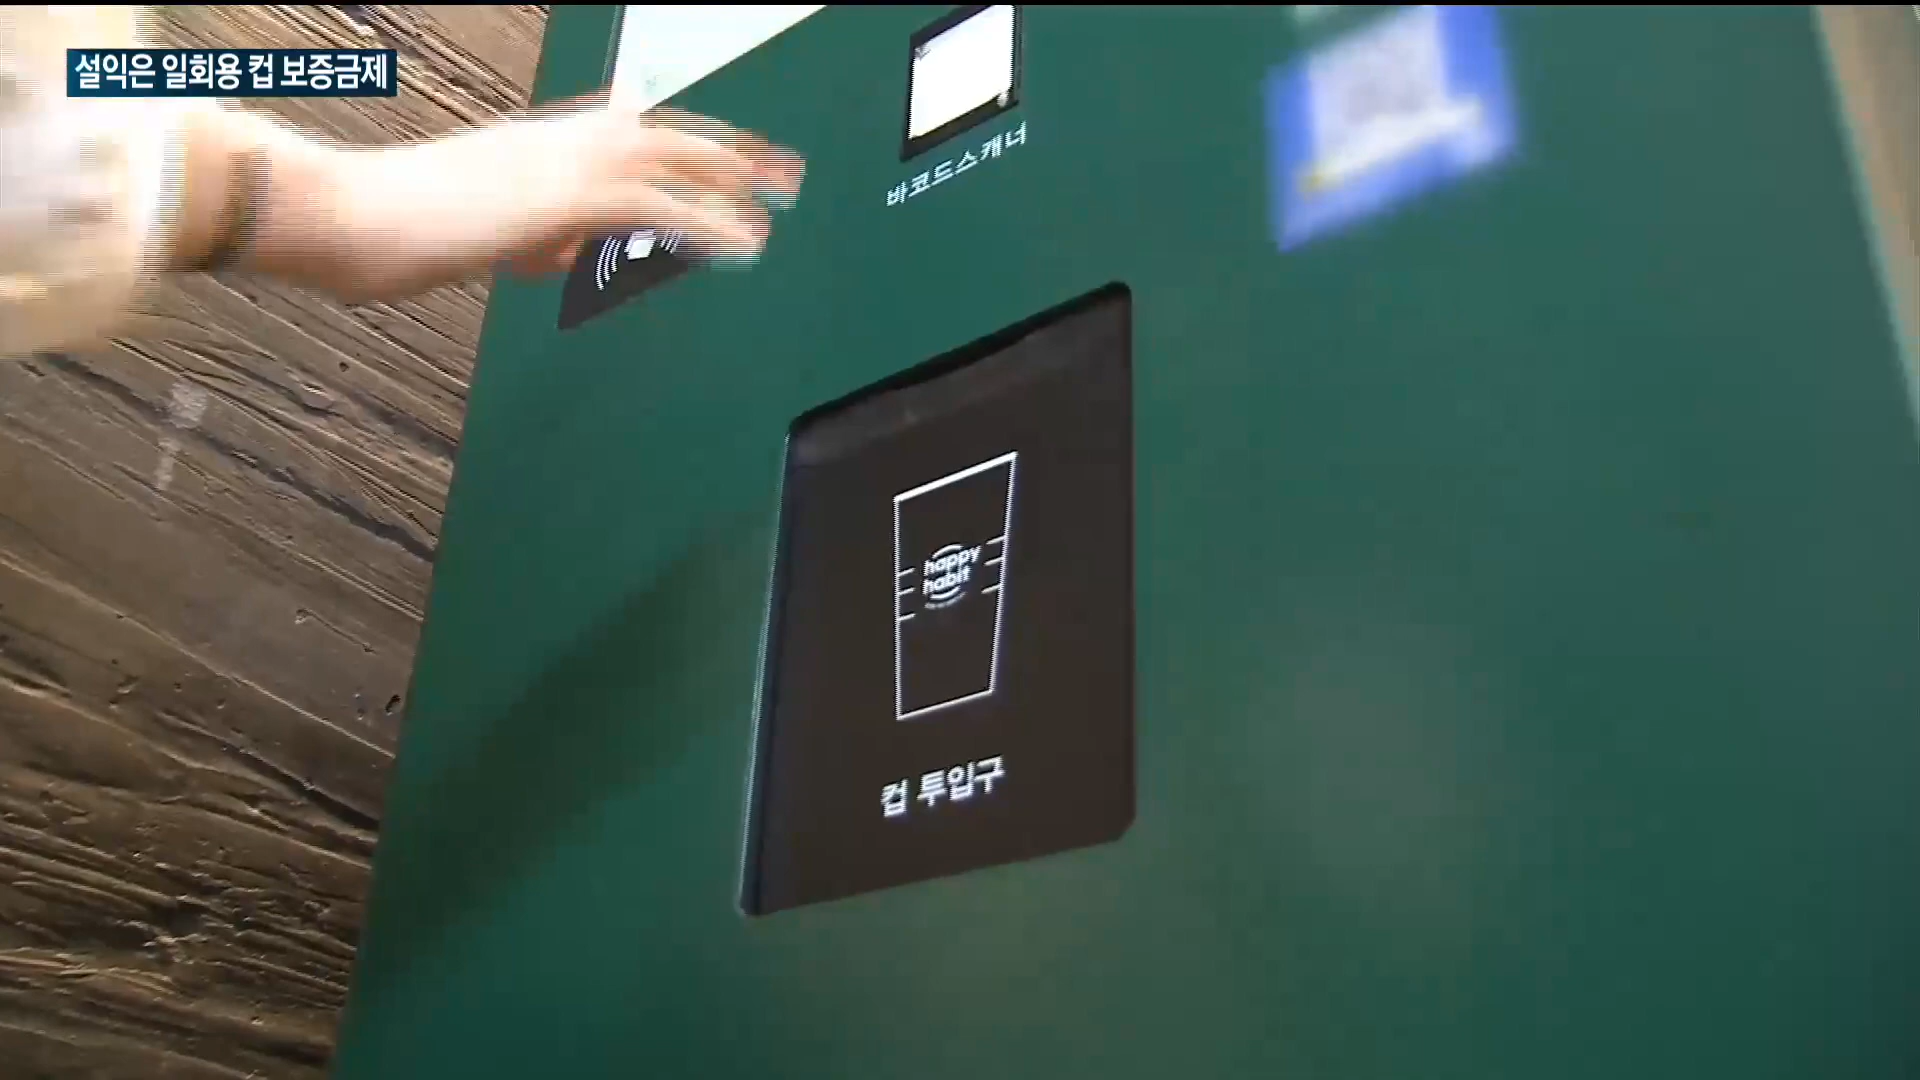 설익은 일회용 컵 보증금제
바코드스캐너
happy
habit
컵 투입구